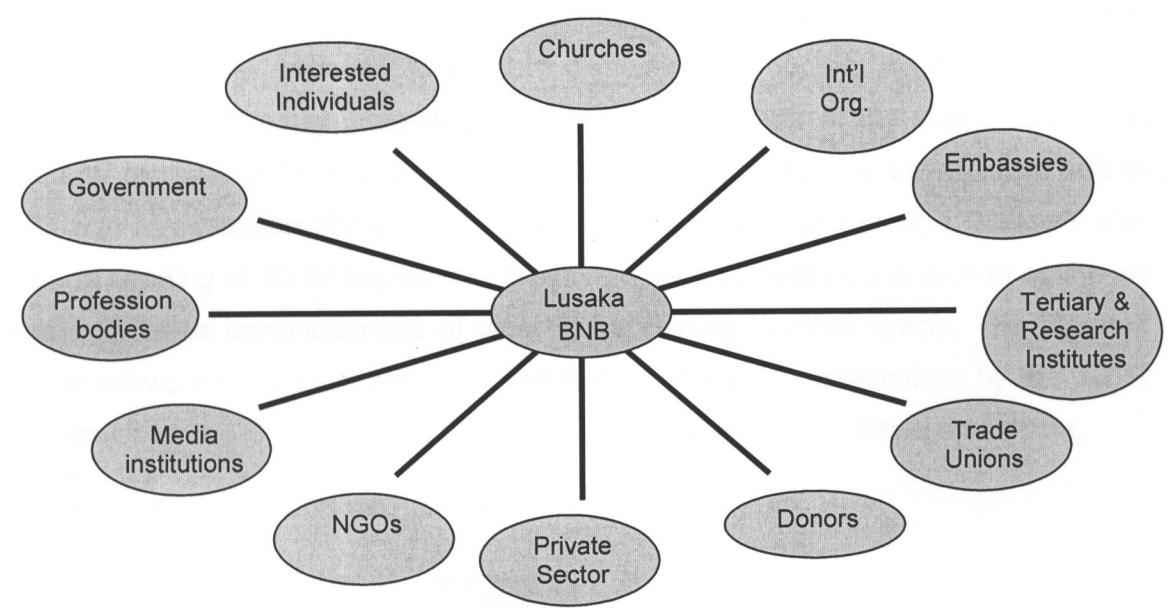 Churches
Interested
Individuals
Int'l
Org.
Embassies
Government
Profession
bodies
Lusaka
BNB
Tertiary &
Research
Institutes
Media
institutions
Trade
Unions
NGOs
Private
Sector
Donors